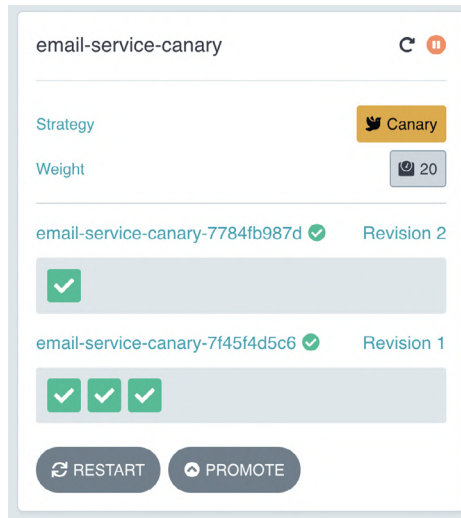 email-service-canary
Strategy Canary
Weight 20
email-service-canary-7784fb987d Revision 2
email-service-canary-7f45f4d5c6 Revision 1
RESTART PROMOTE